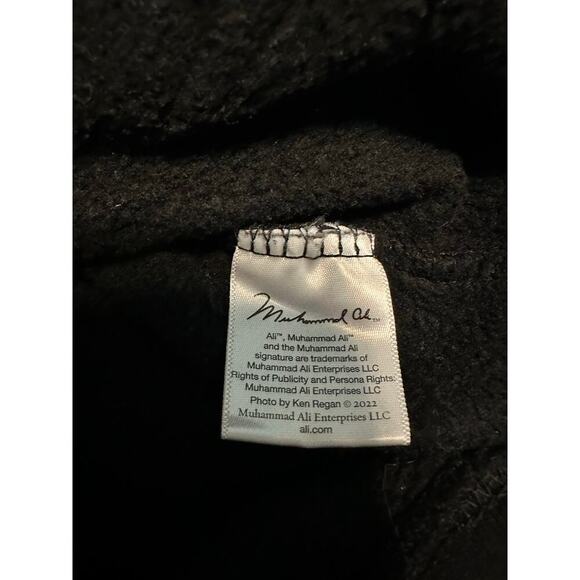 Muhammad Ali™
Ali™, Muhammad Ali™
and the Muhammad Ali
signature are trademarks of
Muhammad Ali Enterprises LLC
Rights of Publicity and Persona Rights:
Muhammad Ali Enterprises LLC
Photo by Ken Regan © 2022
Muhammad Ali Enterprises LLC
ali.com